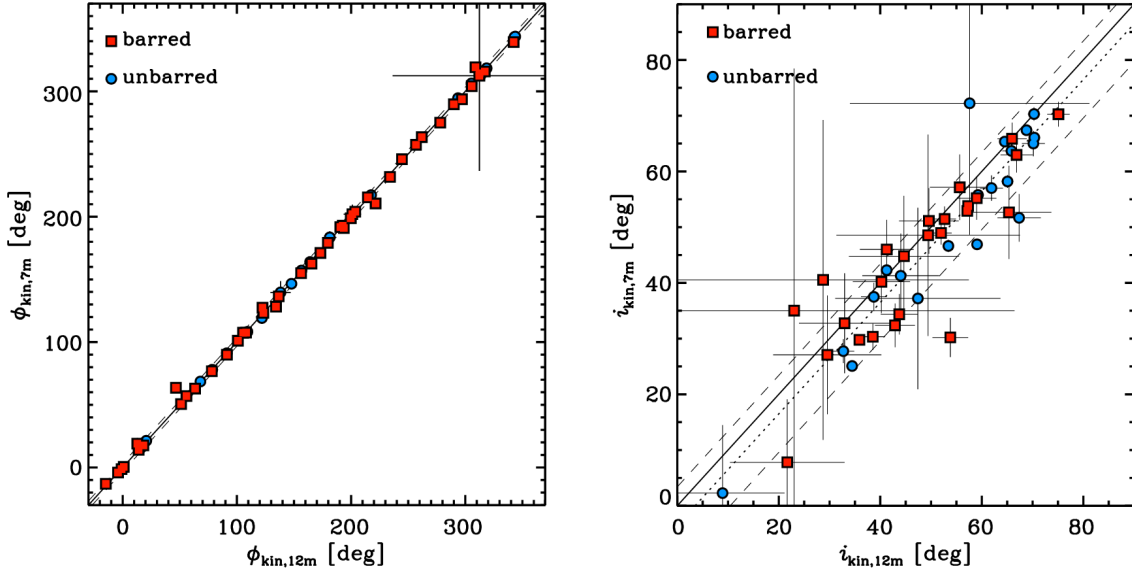 barred
unbarred
300
200
100
0
0
100
200
300
ϕkin,7m [deg]
ϕkin,12m [deg]
barred
unbarred
80
60
40
20
0
0
20
40
60
80
ikin,7m [deg]
ikin,12m [deg]